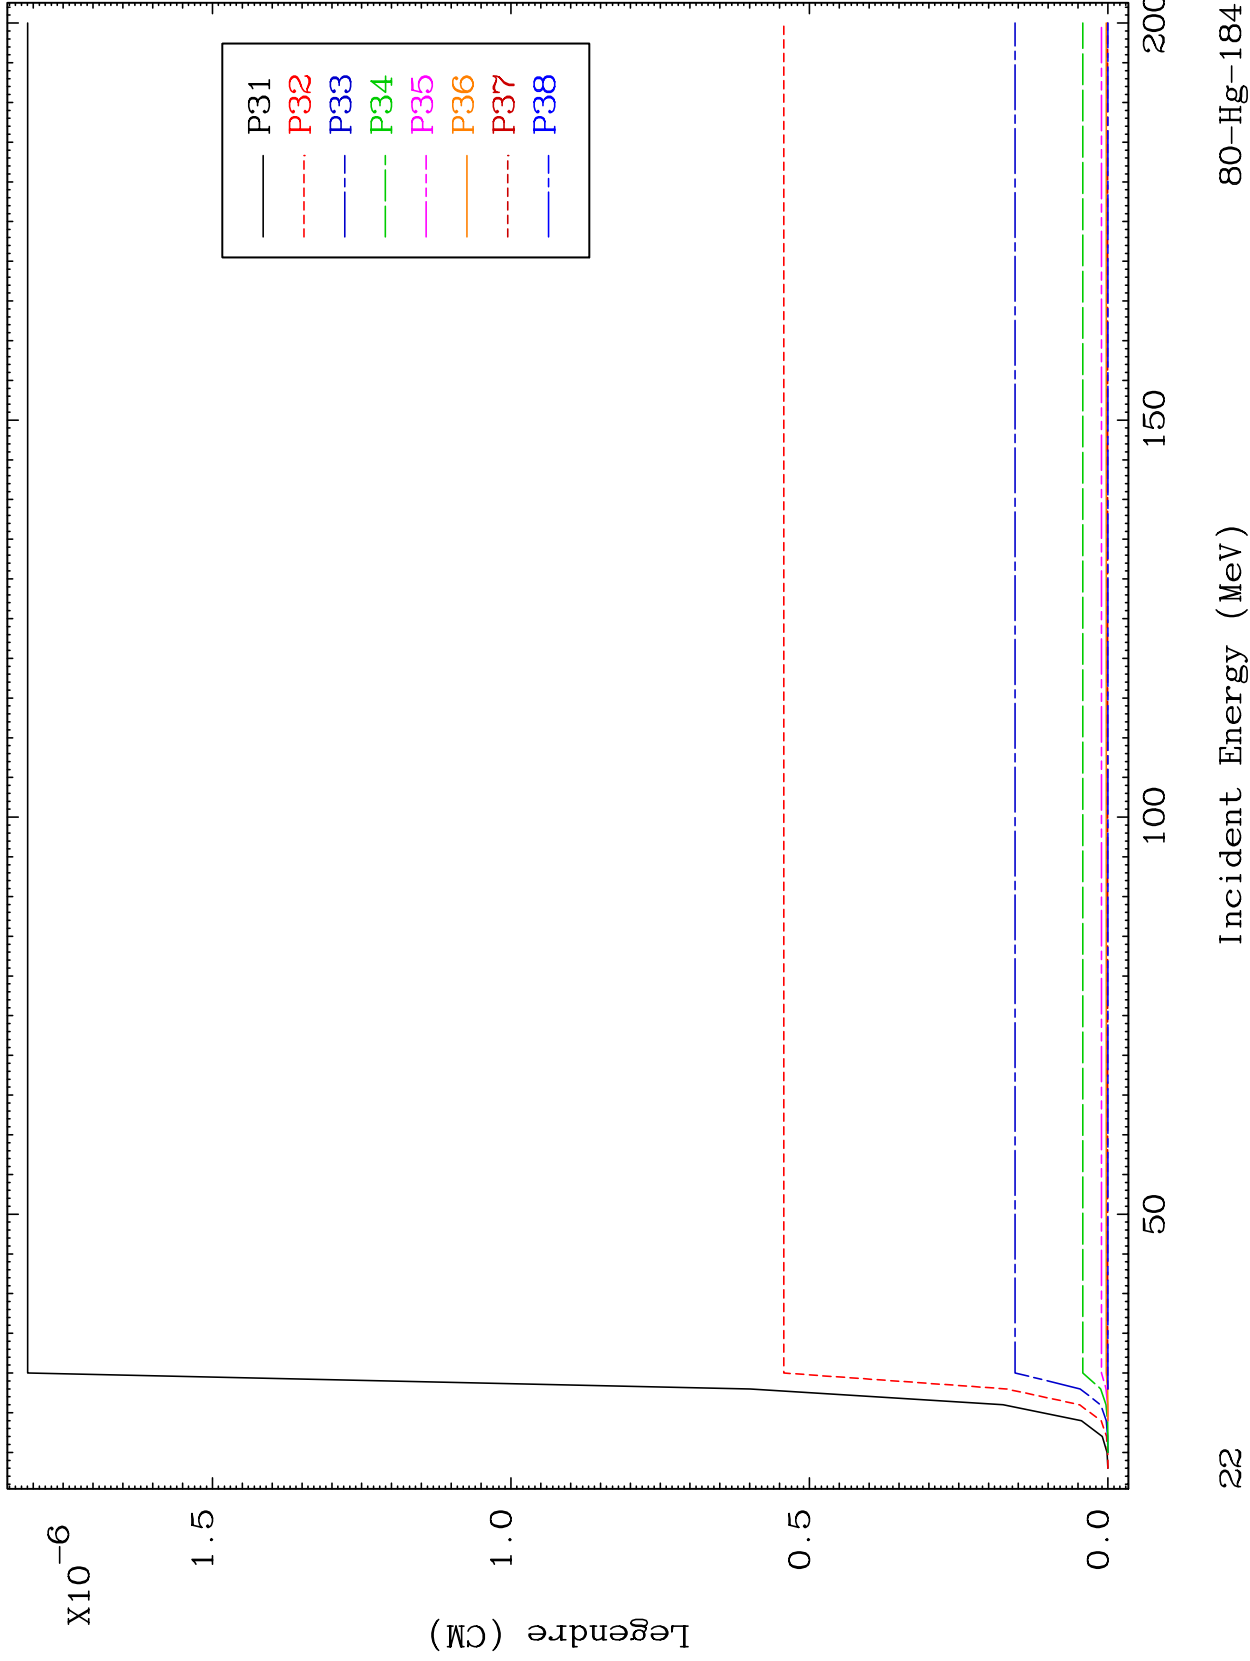 X10-6
1.5
1.0
0.5
0.0
Legendre (CM)
P31
P32
P33
P34
P35
P36
P37
P38
50
100
150
200
Incident Energy (MeV)
22
80-Hg-184